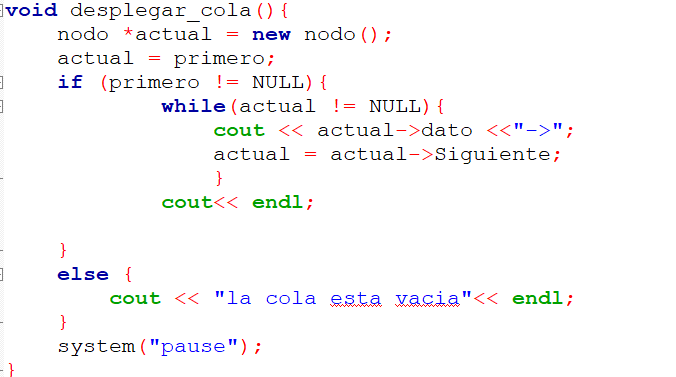 void desplegar_cola(){
    nodo *actual = new nodo();
    actual = primero;
    if (primero != NULL){
            while(actual != NULL){
                cout << actual->dato <<"->";
                actual = actual->Siguiente;
                }
            cout<< endl;

    }
    else {
        cout << "la cola esta vacia"<< endl;
    }
    system("pause");
}